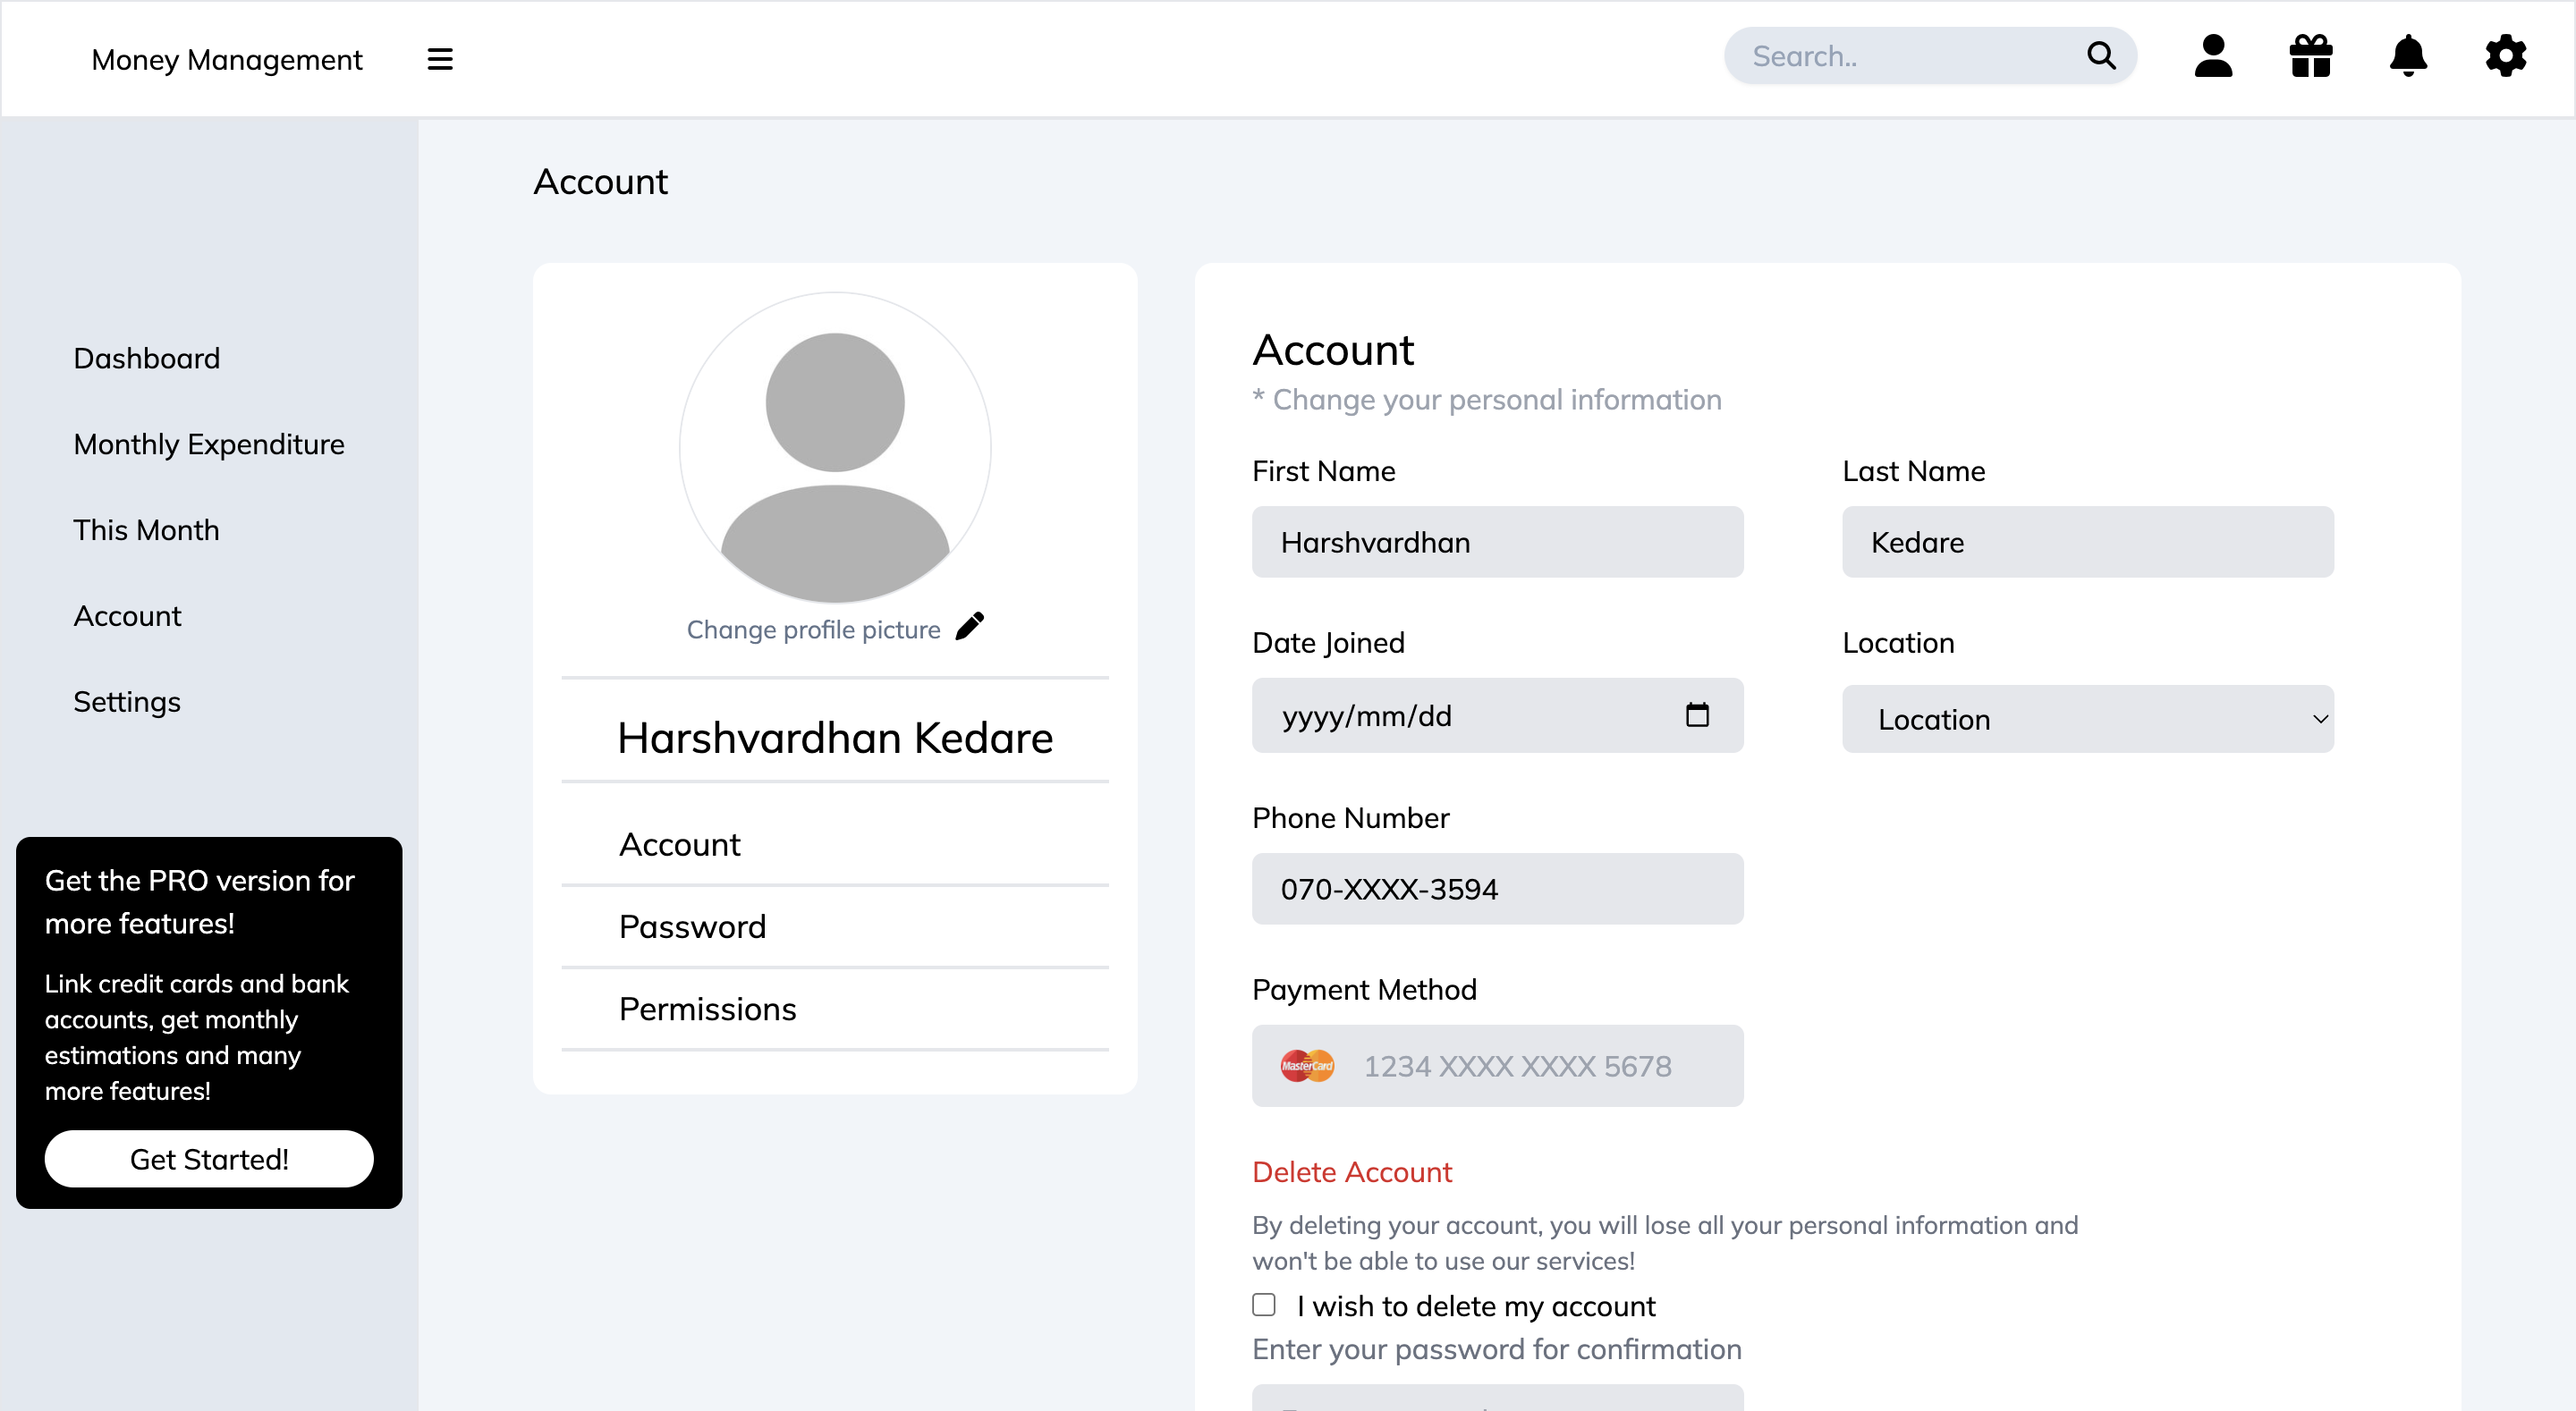 Money Management
Search..
Dashboard
Monthly Expenditure
This Month
Account
Settings
Get the PRO version for
more features!
Link credit cards and bank
accounts, get monthly
estimations and many
more features!
Get Started!
Account
Change profile picture
Harshvardhan Kedare
Account
Password
Permissions
Account
* Change your personal information
First Name
Last Name
Harshvardhan
Kedare
Date Joined
Location
yyyy/mm/dd
Location
Phone Number
070-XXXX-3594
Payment Method
MasterCard
1234 XXXX XXXX 5678
Delete Account
By deleting your account, you will lose all your personal information and
won't be able to use our services!
I wish to delete my account
Enter your password for confirmation